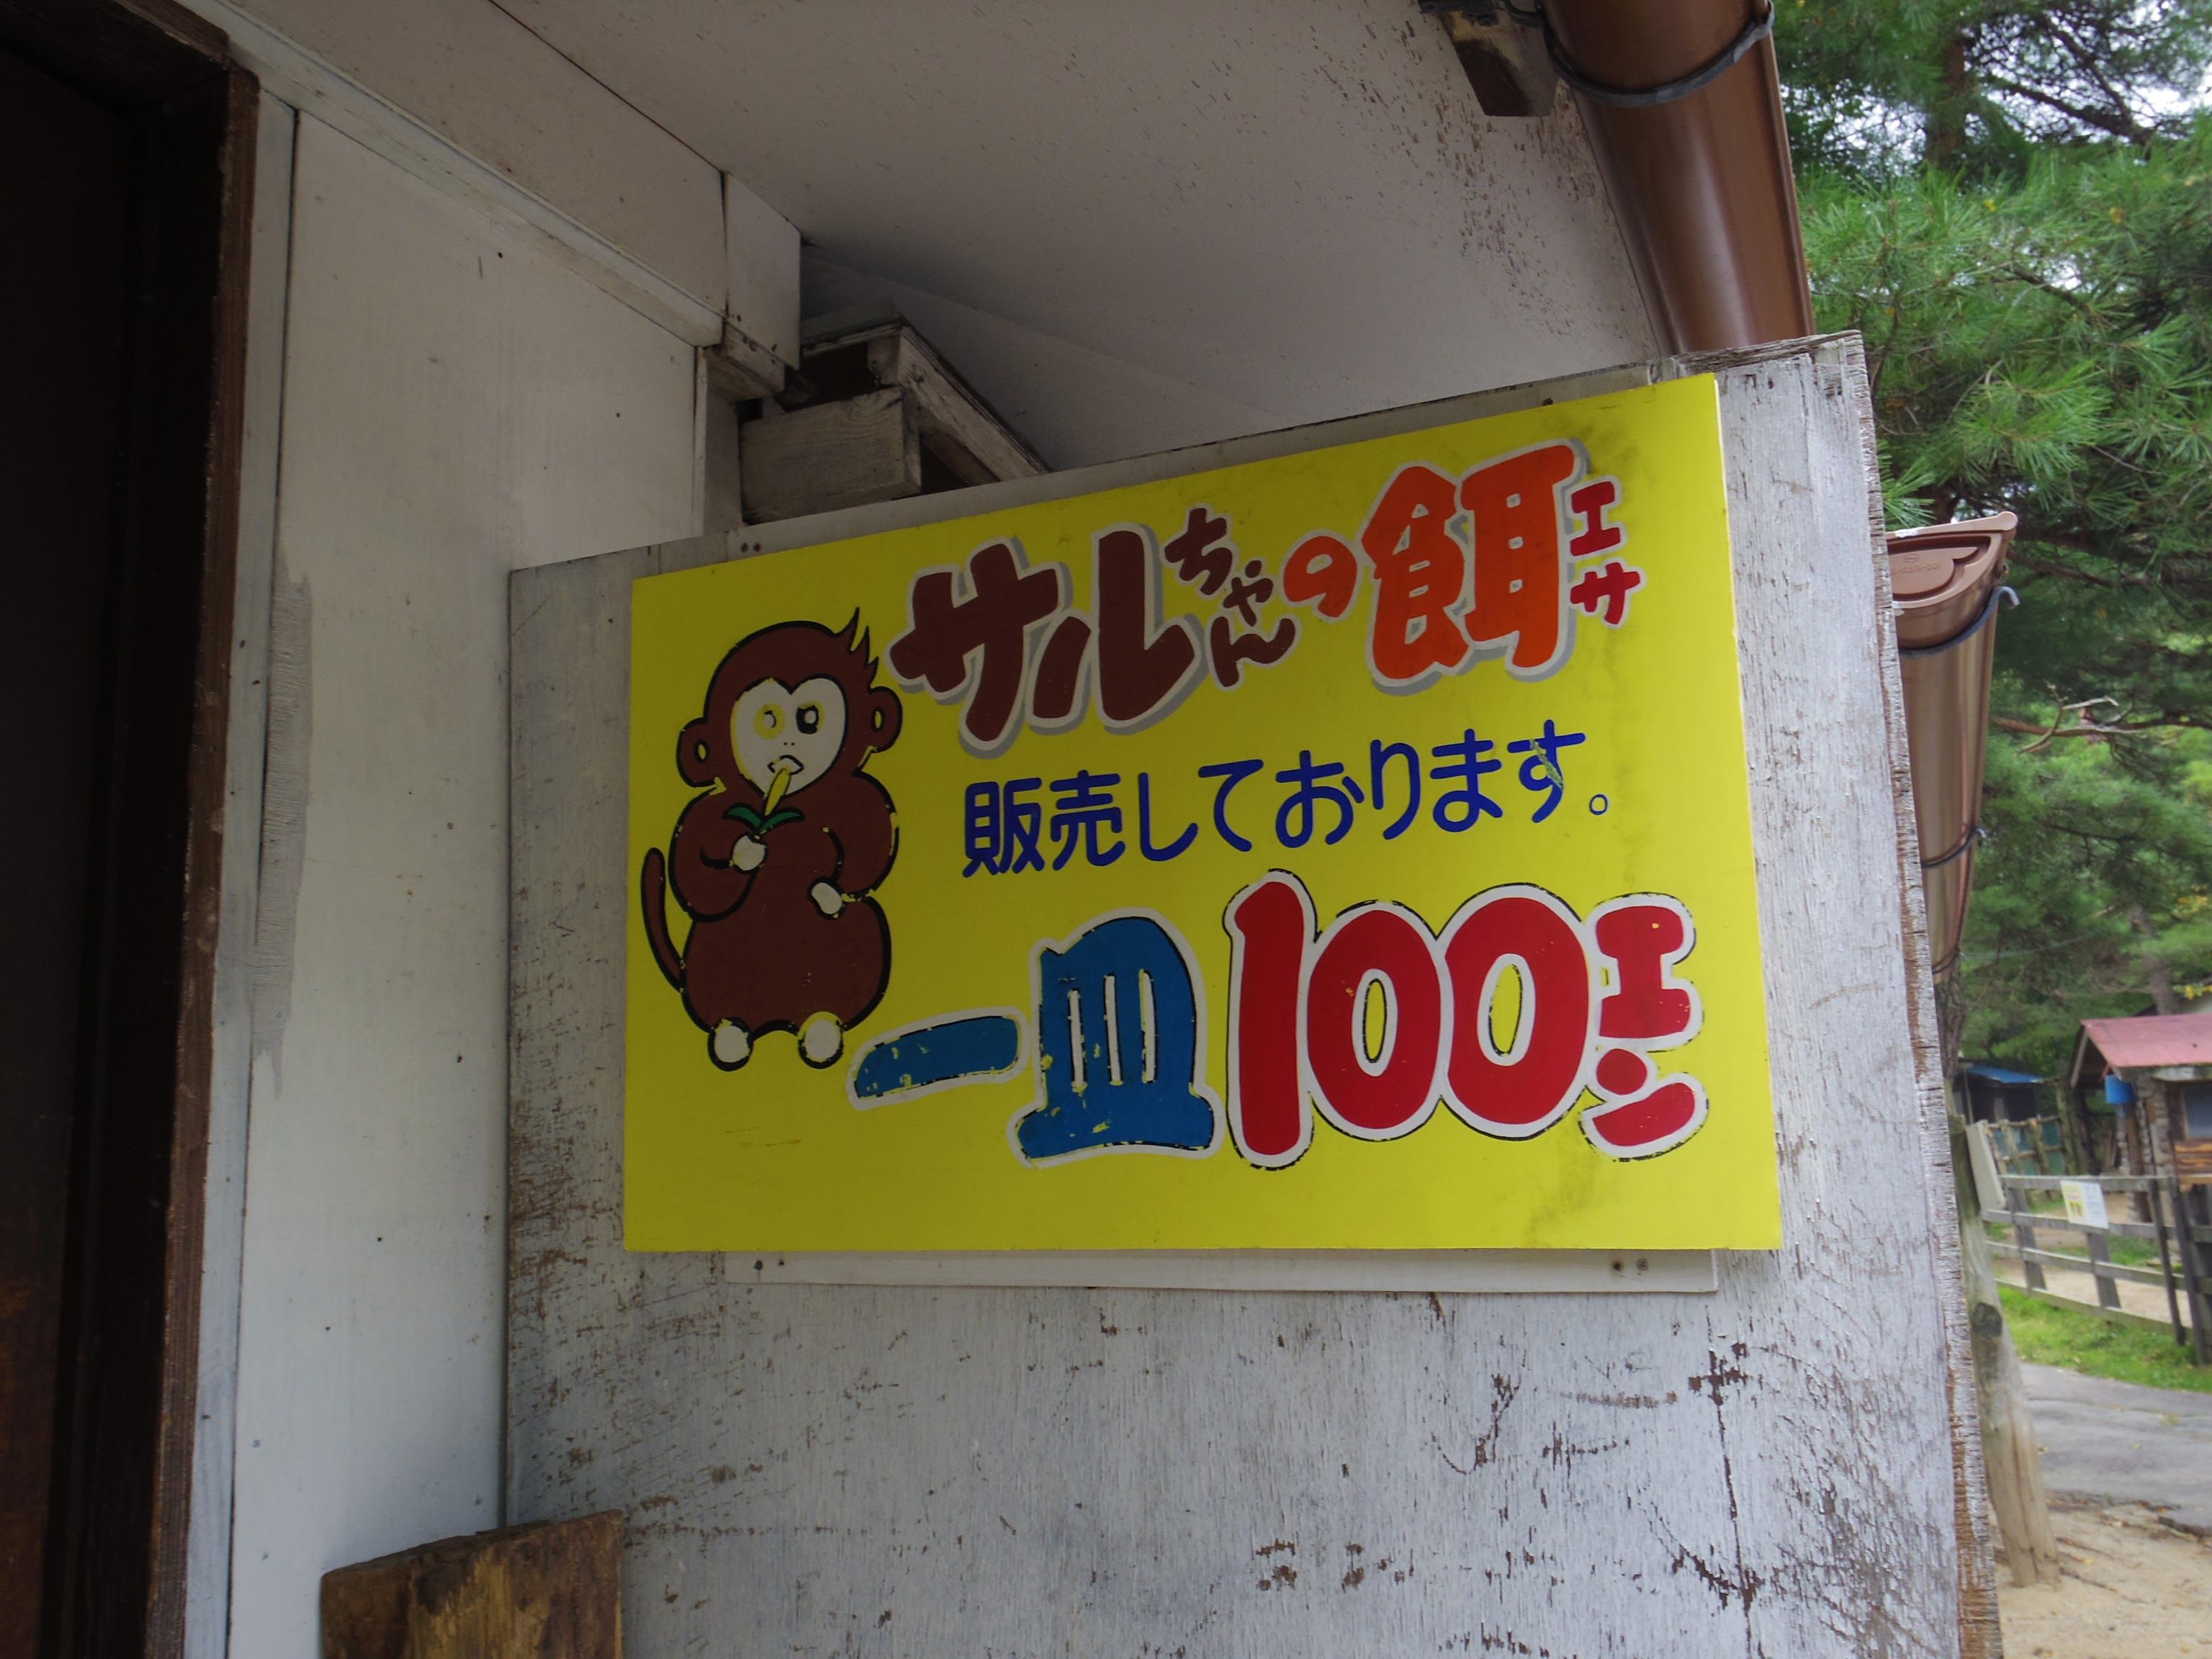 サルちゃんの餌エサ
販売しております。
一皿100エン